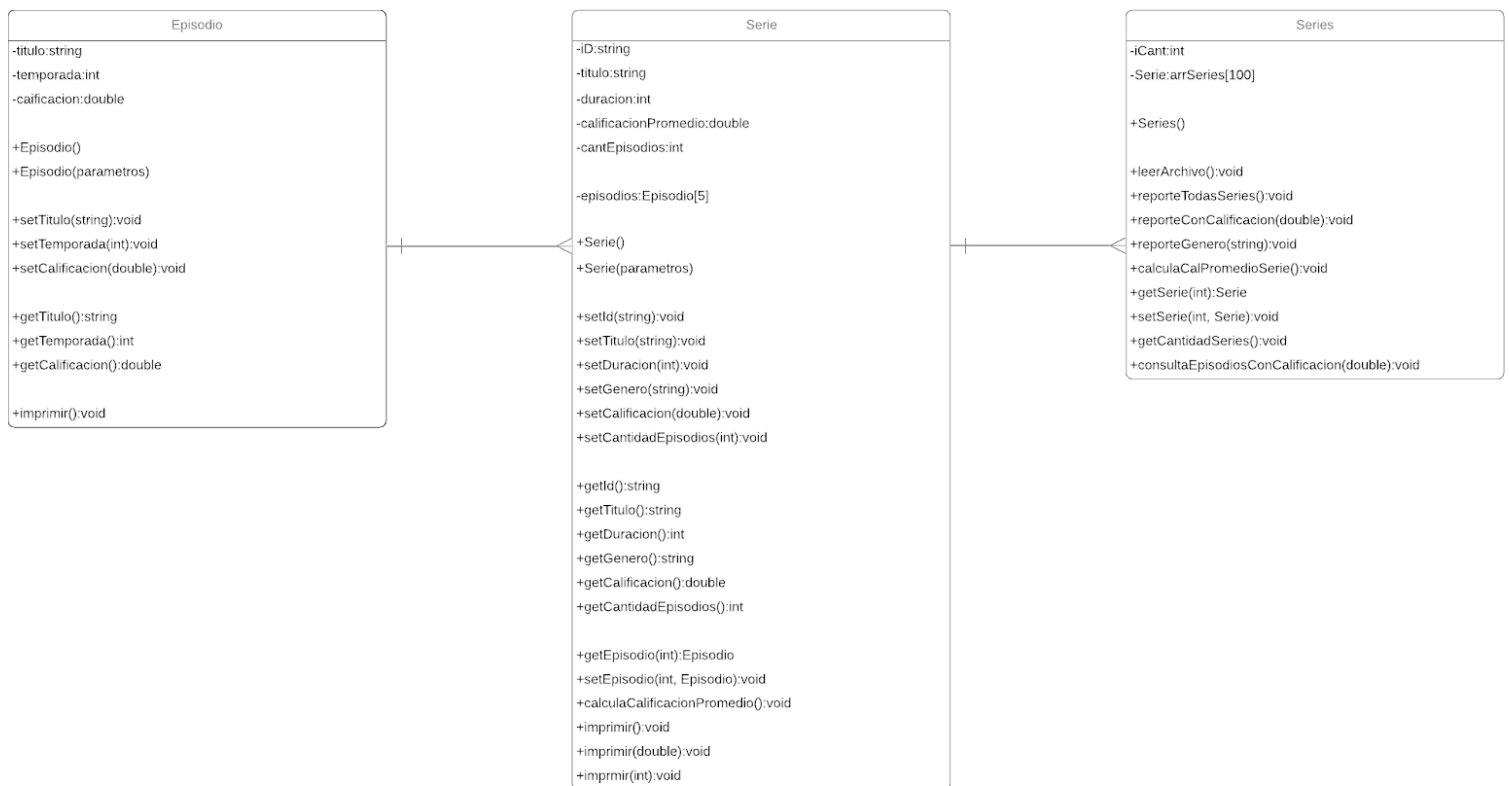 Episodio
-titulo:string
-temporada:int
-caificacion:double
+Episodio()
+Episodio(parametros)
+setTitulo(string):void
+setTemporada(int):void
+setCalificacion(double):void
+getTitulo():string
+getTemporada():int
+getCalificacion():double
+imprimir():void
Serie
-iD:string
-titulo:string
-duracion:int
-calificacionPromedio:double
-cantEpisodios:int
-episodios:Episodio[5]
+Serie()
+Serie(parametros)
+setId(string):void
+setTitulo(string):void
+setDuracion(int):void
+setGenero(string):void
+setCalificacion(double):void
+setCantidadEpisodios(int):void
+getId():string
+getTitulo():string
+getDuracion():int
+getGenero():string
+getCalificacion():double
+getCantidadEpisodios():int
+getEpisodio(int):Episodio
+setEpisodio(int, Episodio):void
+calculaCalificacionPromedio():void
+imprimir():void
+imprimir(double):void
+imprmir(int):void
Series
-iCant:int
-Serie:arrSeries[100]
+Series()
+leerArchivo():void
+reporteTodasSeries():void
+reporteConCalificacion(double):void
+reporteGenero(string):void
+calculaCalPromedioSerie():void
+getSerie(int):Serie
+setSerie(int, Serie):void
+getCantidadSeries():void
+consultaEpisodiosConCalificacion(double):void